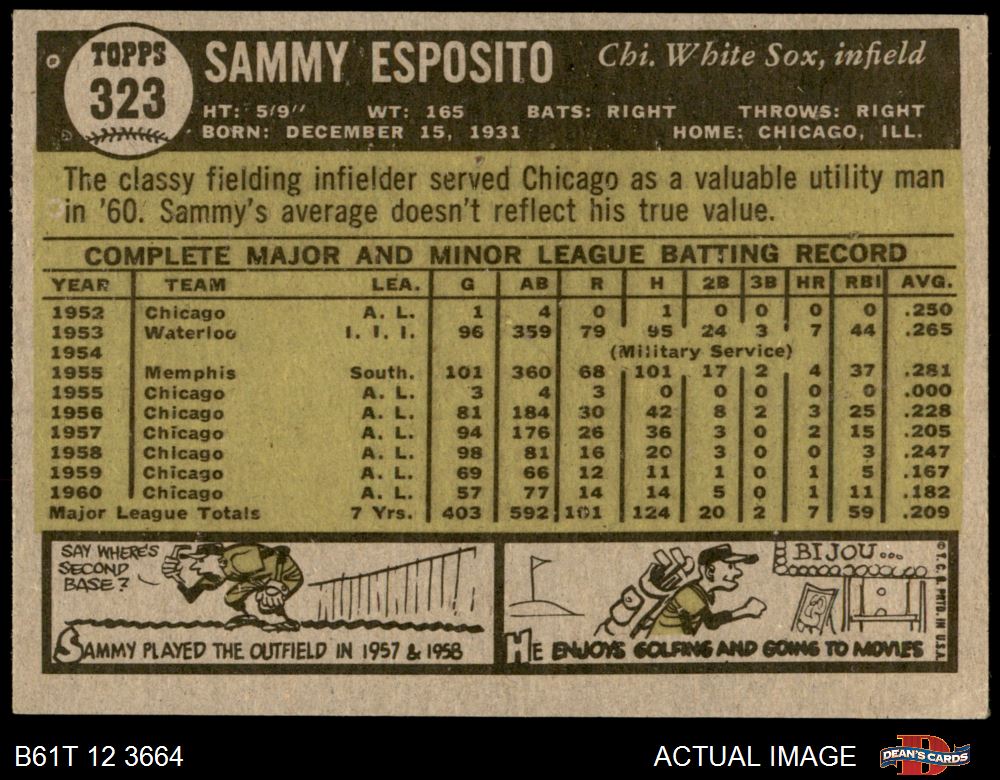 TOPPS
323
SAMMY ESPOSITO Chi. White Sox, infield
HT: 5/9" WT: 165 BATS: RIGHT THROWS: RIGHT
BORN: DECEMBER 15, 1931 HOME: CHICAGO, ILL.
The classy fielding infielder served Chicago as a valuable utility man
in '60. Sammy's average doesn't reflect his true value.
COMPLETE MAJOR AND MINOR LEAGUE BATTING RECORD
YEAR TEAM LEA. G AB R H 2B 3B HR RBI AVG.
1952 Chicago A. L. 1 4 0 1 0 0 0 0 .250
1953 Waterloo I. I. I. 96 359 79 95 24 3 7 44 .265
1954 (Military Service)
1955 Memphis South. 101 360 68 101 17 2 4 37 .281
1955 Chicago A. L. 3 4 3 0 0 0 0 0 .000
1956 Chicago A. L. 81 184 30 42 8 2 3 25 .228
1957 Chicago A. L. 94 176 26 36 3 0 2 15 .205
1958 Chicago A. L. 98 81 16 20 3 0 0 3 .247
1959 Chicago A. L. 69 66 12 11 1 0 1 5 .167
1960 Chicago A. L. 57 77 14 14 5 0 1 11 .182
Major League Totals 7 Yrs. 403 592 101 124 20 2 7 59 .209
SAY WHERE'S
SECOND
BASE?
SAMMY PLAYED THE OUTFIELD IN 1957 & 1958
BIJOU...
HE ENJOYS GOLFING AND GOING TO MOVIES
© T. C. G. PRTD. IN U.S.A.
B61T 12 3664 ACTUAL IMAGE DEAN'S CARDS